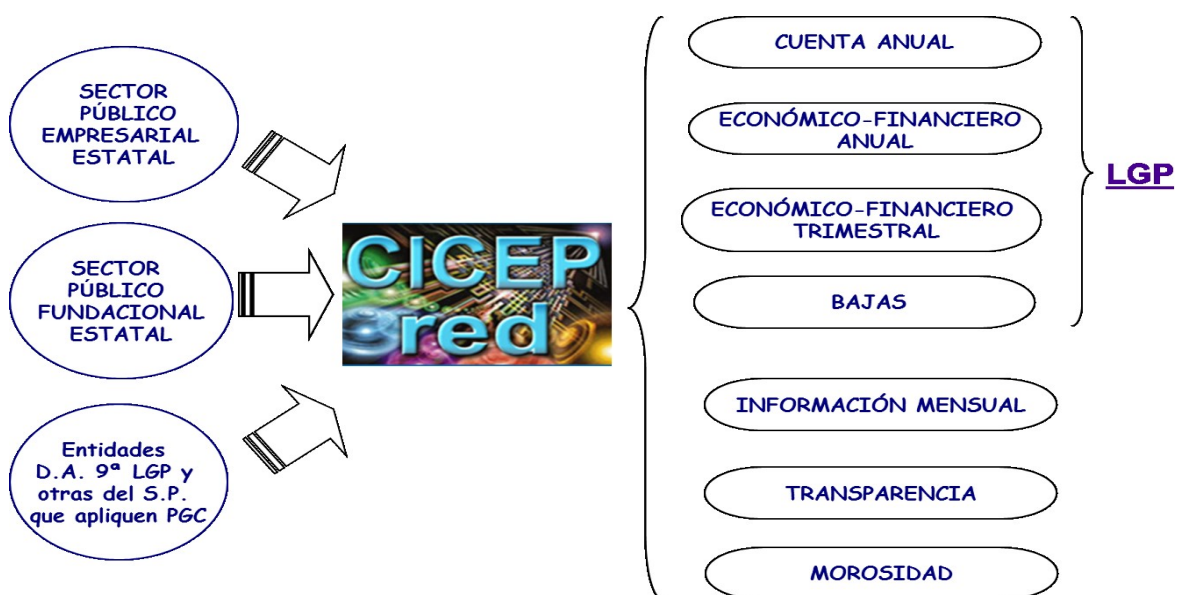 SECTOR
PÚBLICO
EMPRESARIAL
ESTATAL
SECTOR
PÚBLICO
FUNDACIONAL
ESTATAL
Entidades
D.A. 9ª LGP y
otras del S.P.
que apliquen PGC
CICEP
red
CUENTA ANUAL
ECONÓMICO-FINANCIERO
ANUAL
ECONÓMICO-FINANCIERO
TRIMESTRAL
BAJAS
INFORMACIÓN MENSUAL
TRANSPARENCIA
MOROSIDAD
LGP